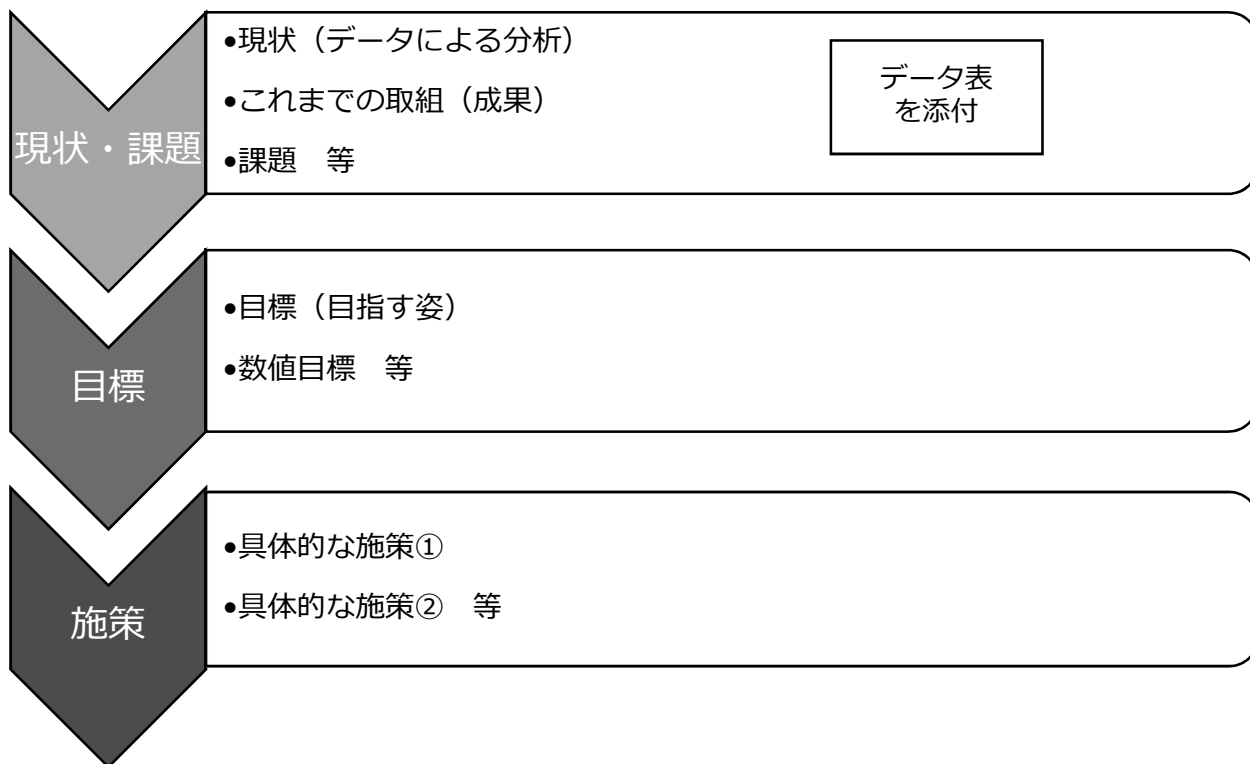 現状・課題
•現状（データによる分析）
•これまでの取組（成果）
•課題　等
データ表
を添付
目標
•目標（目指す姿）
•数値目標　等
施策
•具体的な施策①
•具体的な施策②　等